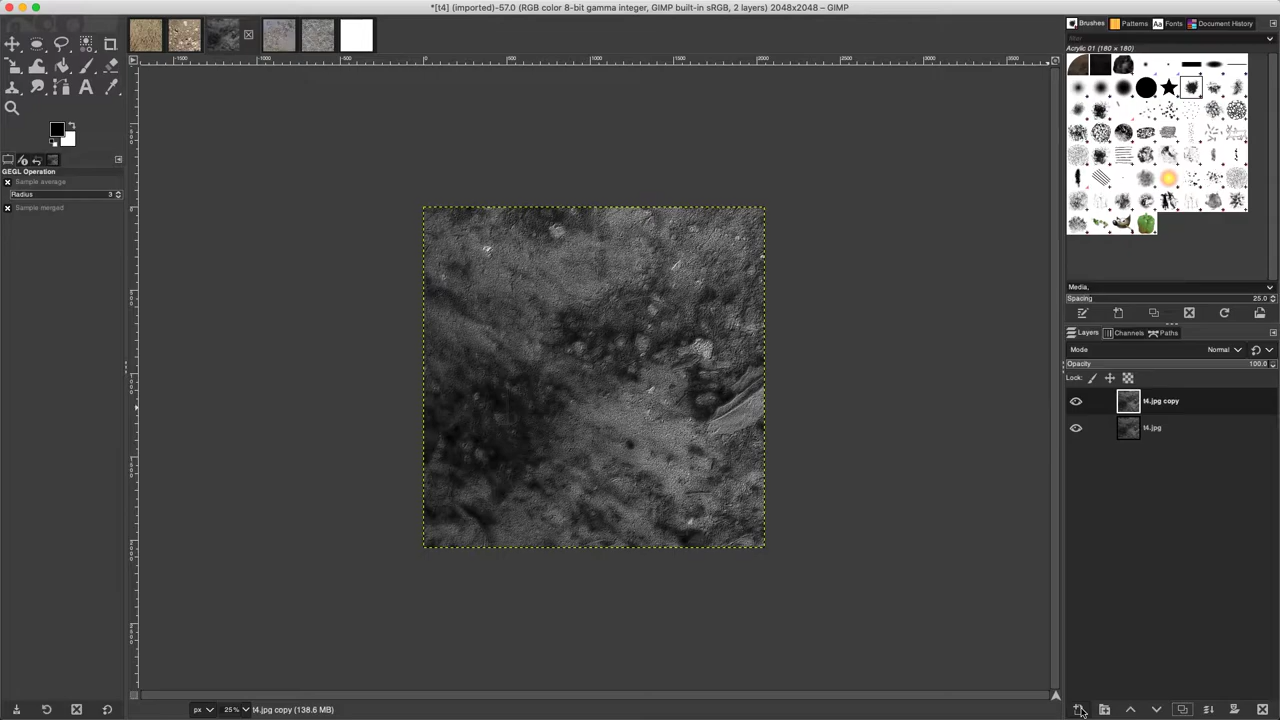 *[t4] (imported)-57.0 (RGB color 8-bit gamma integer, GIMP built-in sRGB, 2 layers) 2048x2048 – GIMP
Brushes
Patterns
Fonts
Document History
filter
Acrylic 01 (180 × 180)
GEGL Operation
Sample average
Radius 3
Sample merged
Media,
Spacing 25.0
Layers
Channels
Paths
Mode Normal
Opacity 100.0
Lock:
t4.jpg copy
t4.jpg
px 25% t4.jpg copy (138.6 MB)